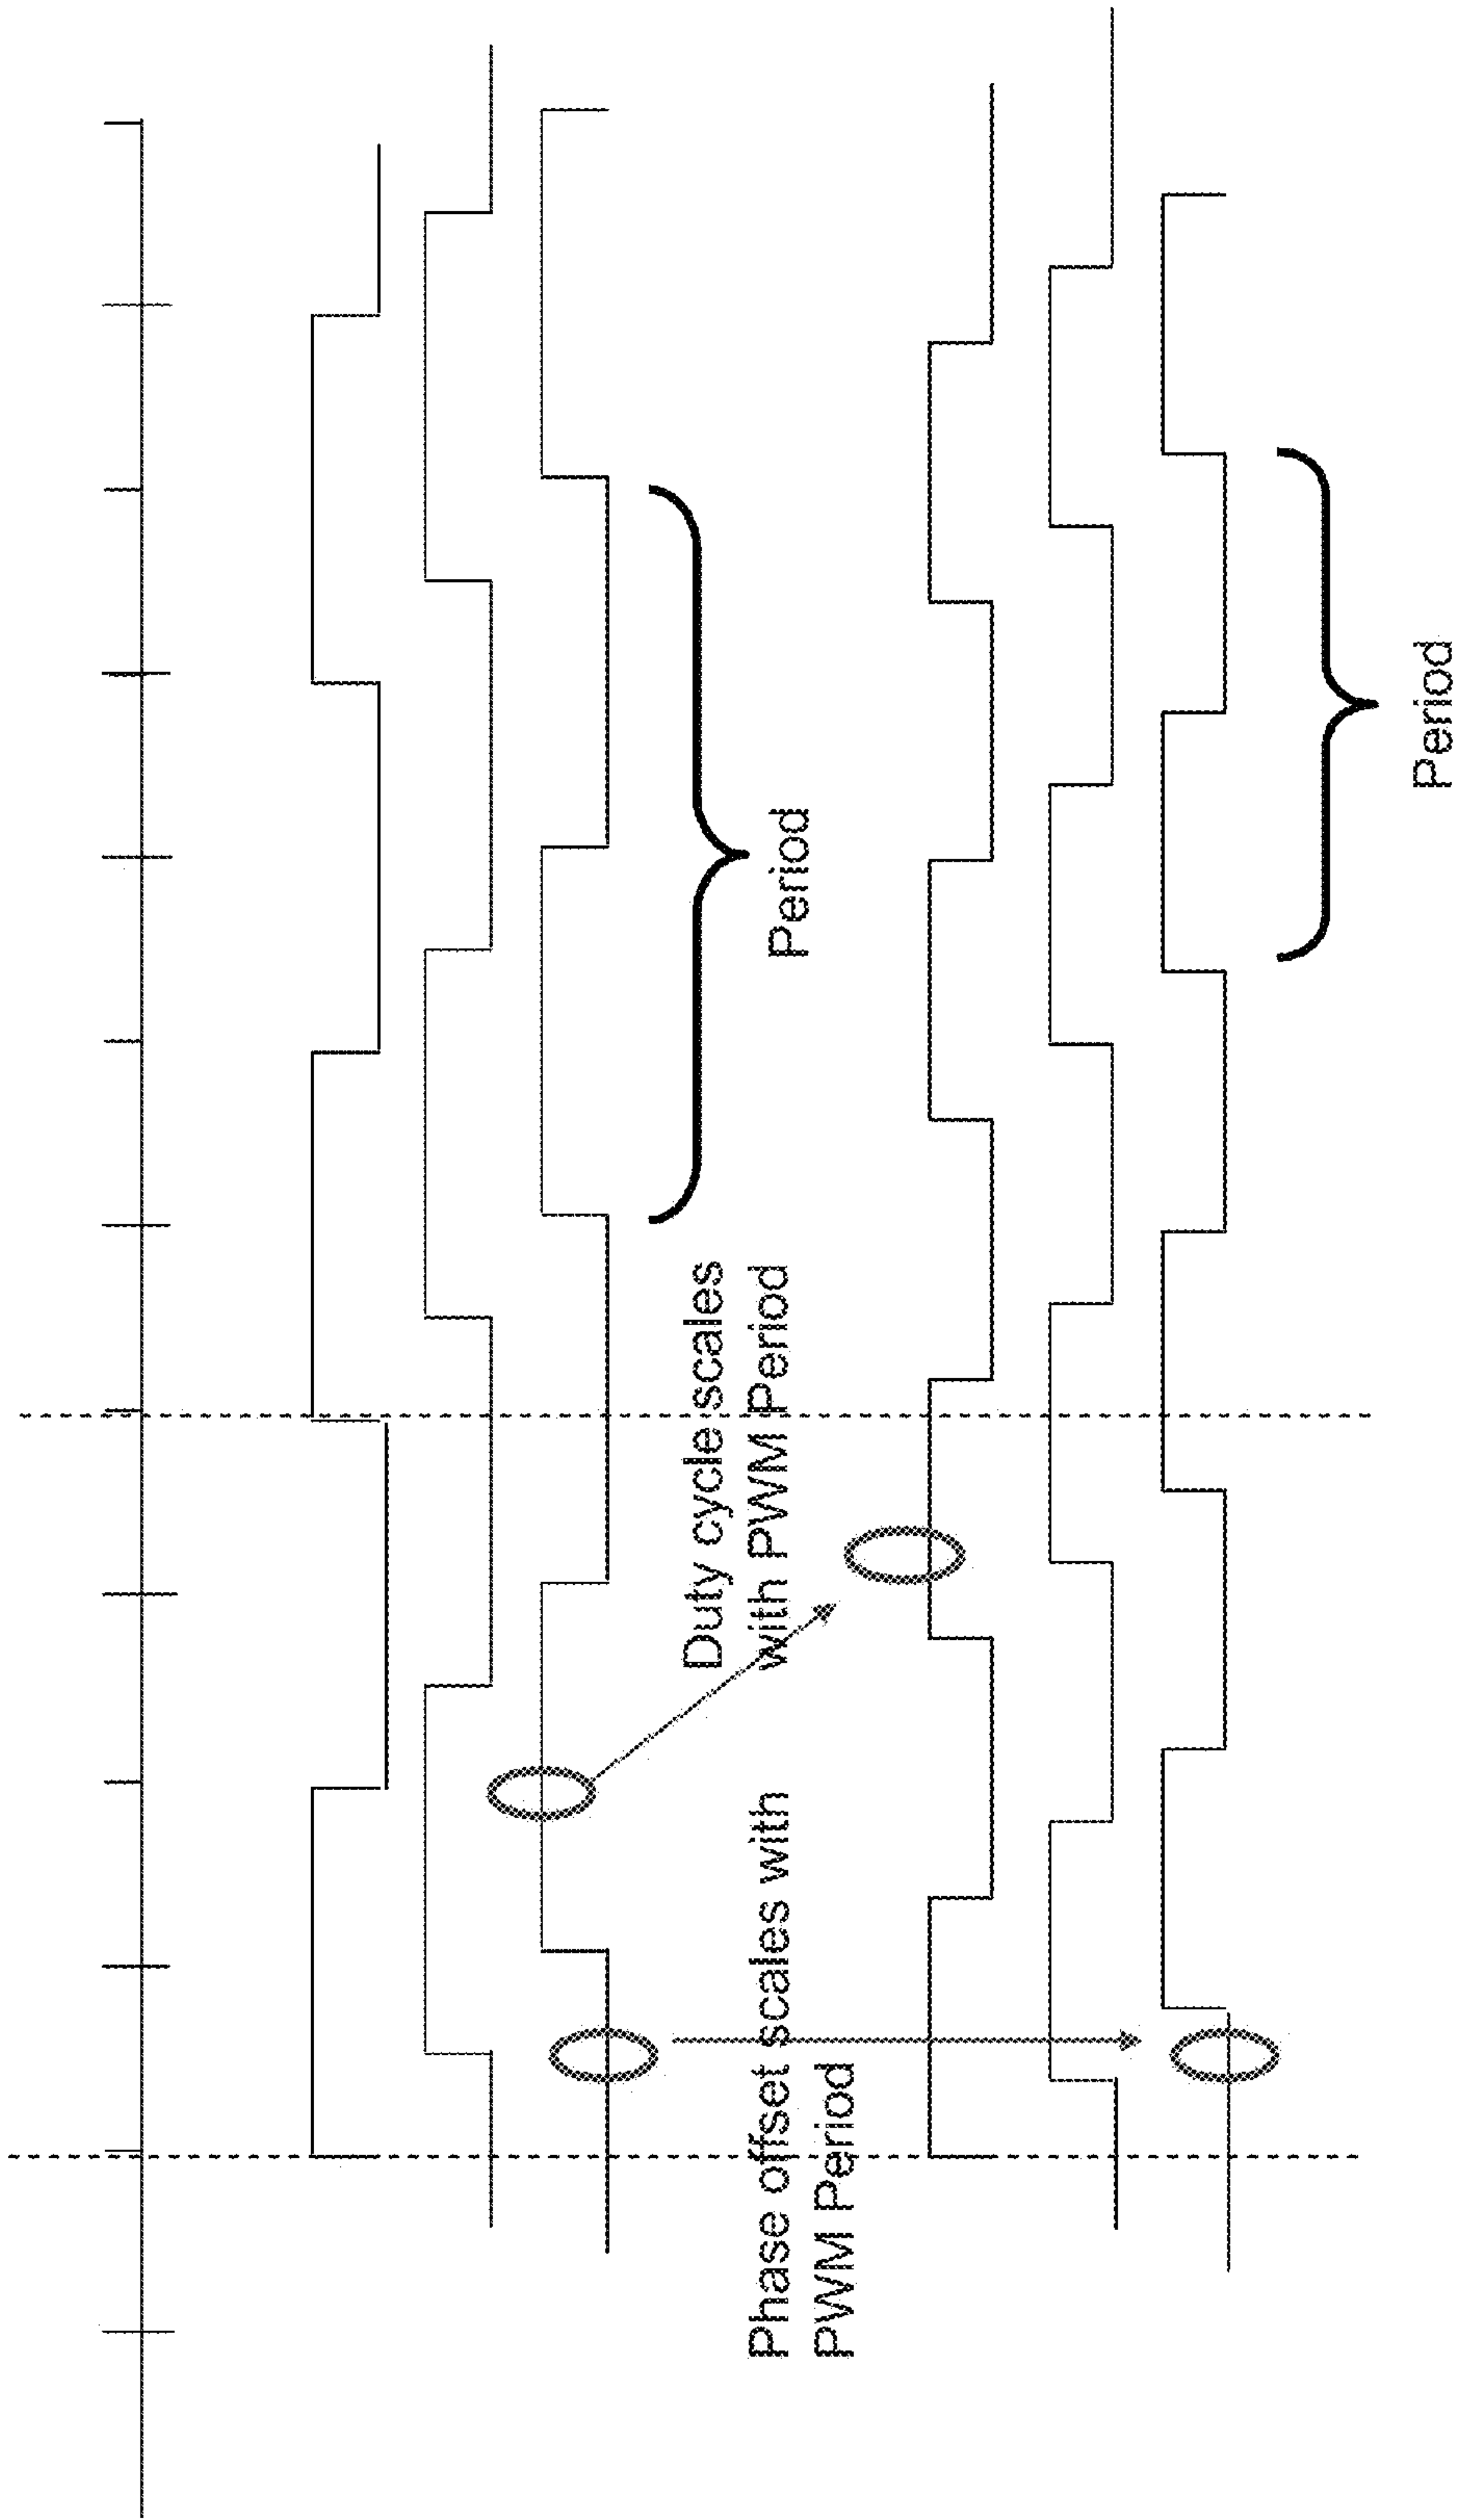 Duty cycle scales
with PWM Period
Period
Phase offset scales with
PWM Period
Period